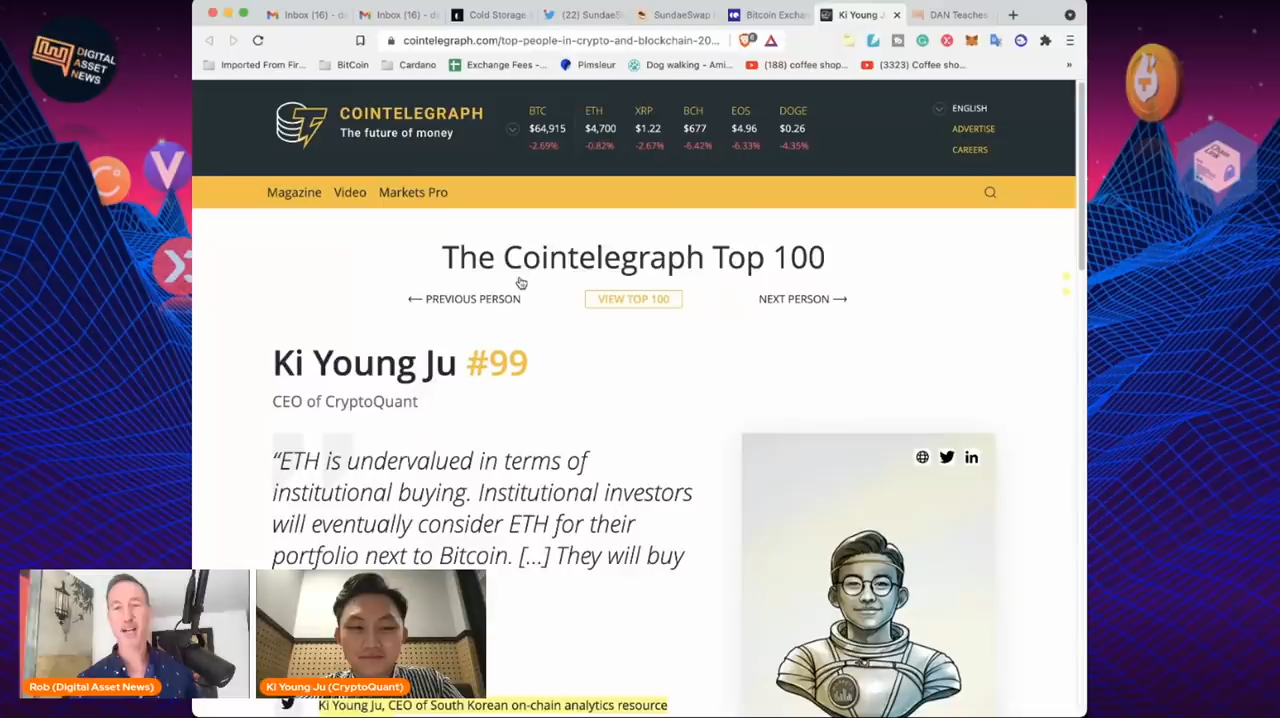 DIGITAL
ASSET
NEWS
Inbox (16) - d
Inbox (16) - d
Cold Storage
(22) SundaeS
SundaeSwap
Bitcoin Exchan
Ki Young J
DAN Teaches
cointelegraph.com/top-people-in-crypto-and-blockchain-20...
Imported From Fir...
BitCoin
Cardano
Exchange Fees -...
Pimsleur
Dog walking - Ami...
(188) coffee shop...
(3323) Coffee sho...
COINTELEGRAPH
The future of money
BTC ETH XRP BCH EOS DOGE
$64,915 $4,700 $1.22 $677 $4.96 $0.26
-2.69% -0.82% -2.67% -6.42% -6.33% -4.35%
ENGLISH
ADVERTISE
CAREERS
Magazine Video Markets Pro
The Cointelegraph Top 100
← PREVIOUS PERSON
VIEW TOP 100
NEXT PERSON →
Ki Young Ju #99
CEO of CryptoQuant
“ETH is undervalued in terms of
institutional buying. Institutional investors
will eventually consider ETH for their
portfolio next to Bitcoin. [...] They will buy
Rob (Digital Asset News)
Ki Young Ju (CryptoQuant)
Ki Young Ju, CEO of South Korean on-chain analytics resource